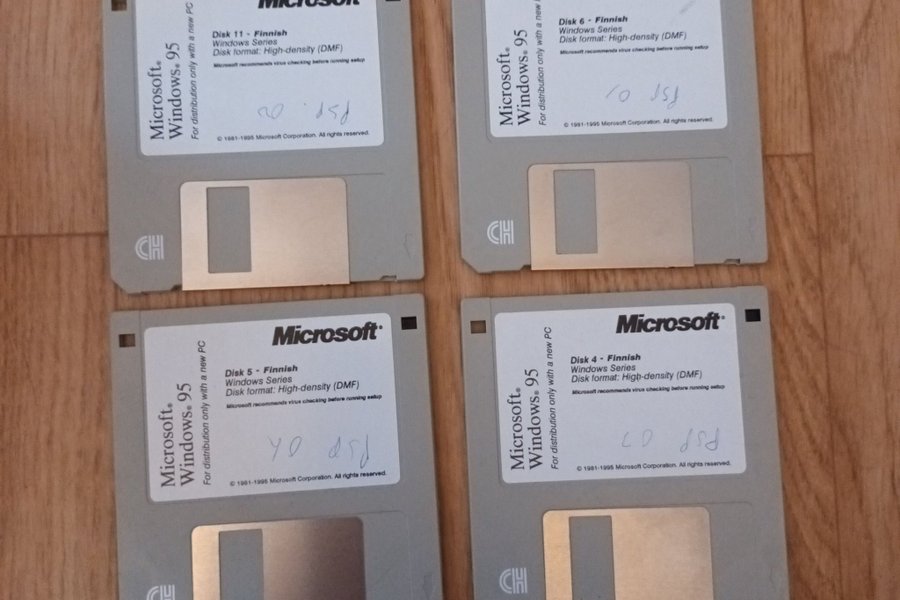 Microsoft
Disk 11 - Finnish
Windows Series
Disk format: High-density (DMF)
Microsoft recommends virus checking before running setup
Microsoft® Windows® 95
For distribution only with a new PC
PSP. 02
© 1981-1995 Microsoft Corporation. All rights reserved.
Disk 6 - Finnish
Windows Series
Disk format: High-density (DMF)
Microsoft recommends virus checking before running setup
Microsoft® Windows® 95
For distribution only with a new P
PSP 01
© 1981-1995 Microsoft Corporation. All rights reserved.
Microsoft®
Disk 5 - Finnish
Windows Series
Disk format: High-density (DMF)
Microsoft recommends virus checking before running setup
Microsoft® Windows® 95
For distribution only with a new PC
PSP 04
© 1981-1995 Microsoft Corporation. All rights reserved.
Microsoft®
Disk 4 - Finnish
Windows Series
Disk format: High-density (DMF)
Microsoft recommends virus checking before running setup
Microsoft® Windows® 95
For distribution only with a new PC
PSP
© 1981-1995 Microsoft Corporation. All rights reserved.